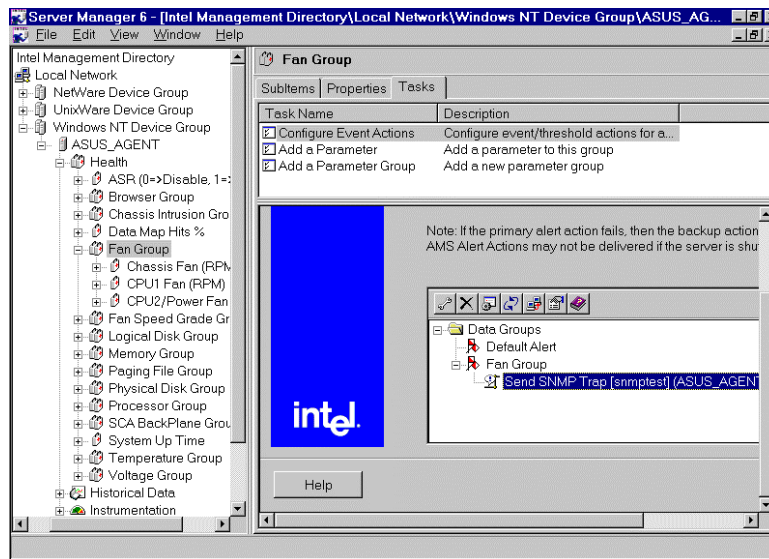 Server Manager 6 - [Intel Management Directory\Local Network\Windows NT Device Group\ASUS_AG...
File Edit View Window Help
Intel Management Directory
Local Network
NetWare Device Group
UnixWare Device Group
Windows NT Device Group
ASUS_AGENT
Health
ASR (0=>Disable, 1=>
Browser Group
Chassis Intrusion Gro
Data Map Hits %
Fan Group
Chassis Fan (RPM
CPU1 Fan (RPM)
CPU2/Power Fan
Fan Speed Grade Gr
Logical Disk Group
Memory Group
Paging File Group
Physical Disk Group
Processor Group
SCA BackPlane Grou
System Up Time
Temperature Group
Voltage Group
Historical Data
Instrumentation
Fan Group
SubItems Properties Tasks
Task Name Description
Configure Event Actions Configure event/threshold actions for a...
Add a Parameter Add a parameter to this group
Add a Parameter Group Add a new parameter group
Note: If the primary alert action fails, then the backup action
AMS Alert Actions may not be delivered if the server is shu
Data Groups
Default Alert
Fan Group
Send SNMP Trap [snmptest] (ASUS_AGENT
intel.
Help